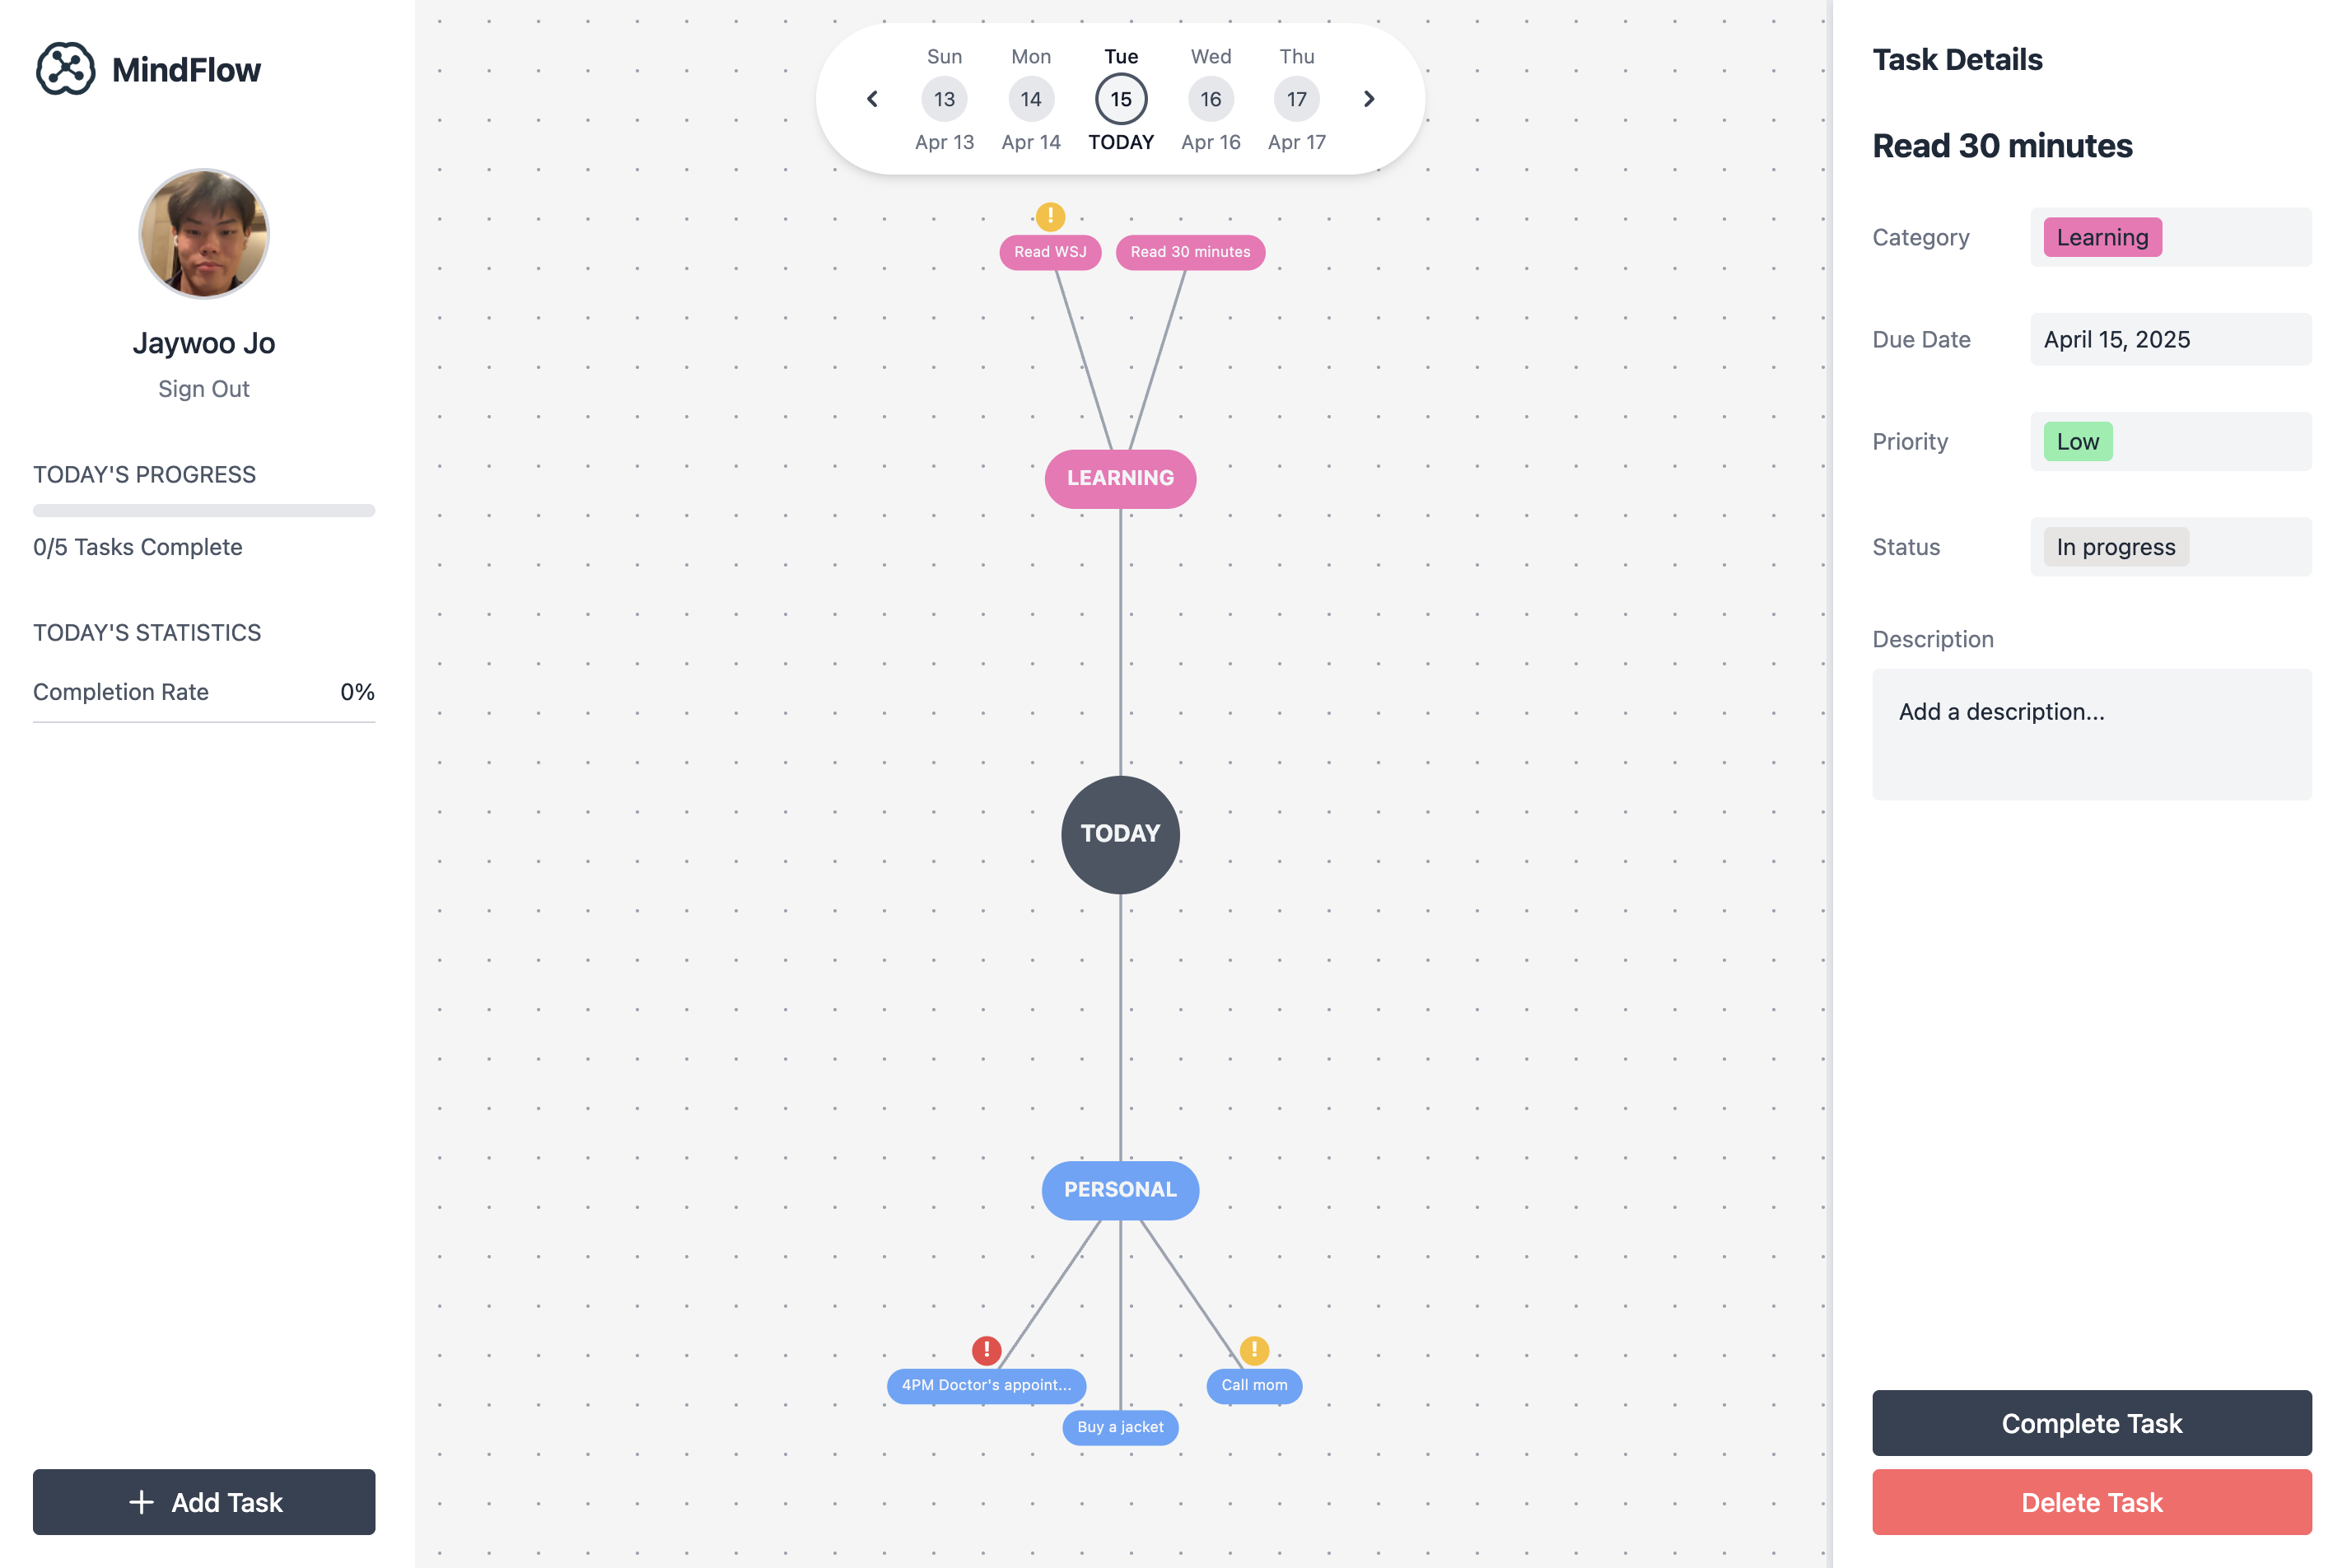 MindFlow
Jaywoo Jo
Sign Out
TODAY'S PROGRESS
0/5 Tasks Complete
TODAY'S STATISTICS
Completion Rate 0%
+ Add Task
Sun Mon Tue Wed Thu
13 14 15 16 17
Apr 13 Apr 14 TODAY Apr 16 Apr 17
!
Read WSJ Read 30 minutes
LEARNING
TODAY
PERSONAL
! !
4PM Doctor's appoint... Call mom
Buy a jacket
Task Details
Read 30 minutes
Category Learning
Due Date April 15, 2025
Priority Low
Status In progress
Description
Add a description...
Complete Task
Delete Task